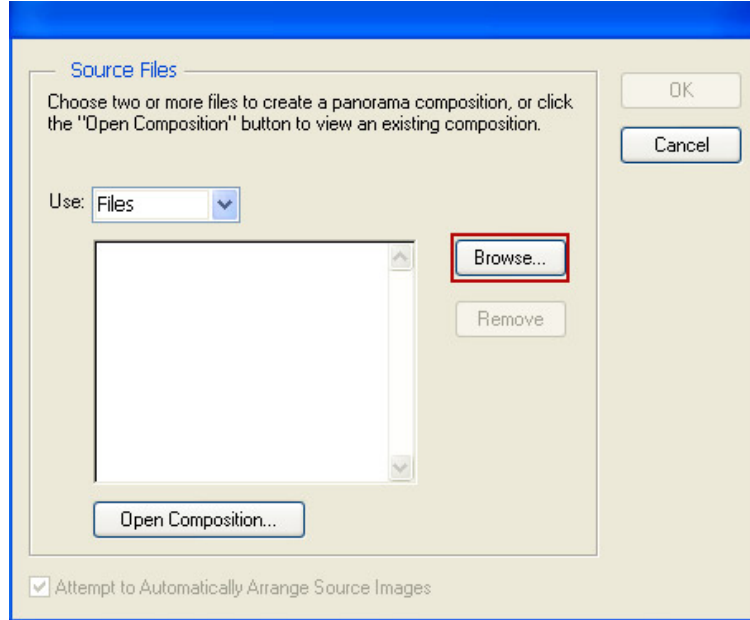 Source Files
Choose two or more files to create a panorama composition, or click
the "Open Composition" button to view an existing composition.
OK
Cancel
Use: Files
Browse...
Remove
Open Composition...
Attempt to Automatically Arrange Source Images